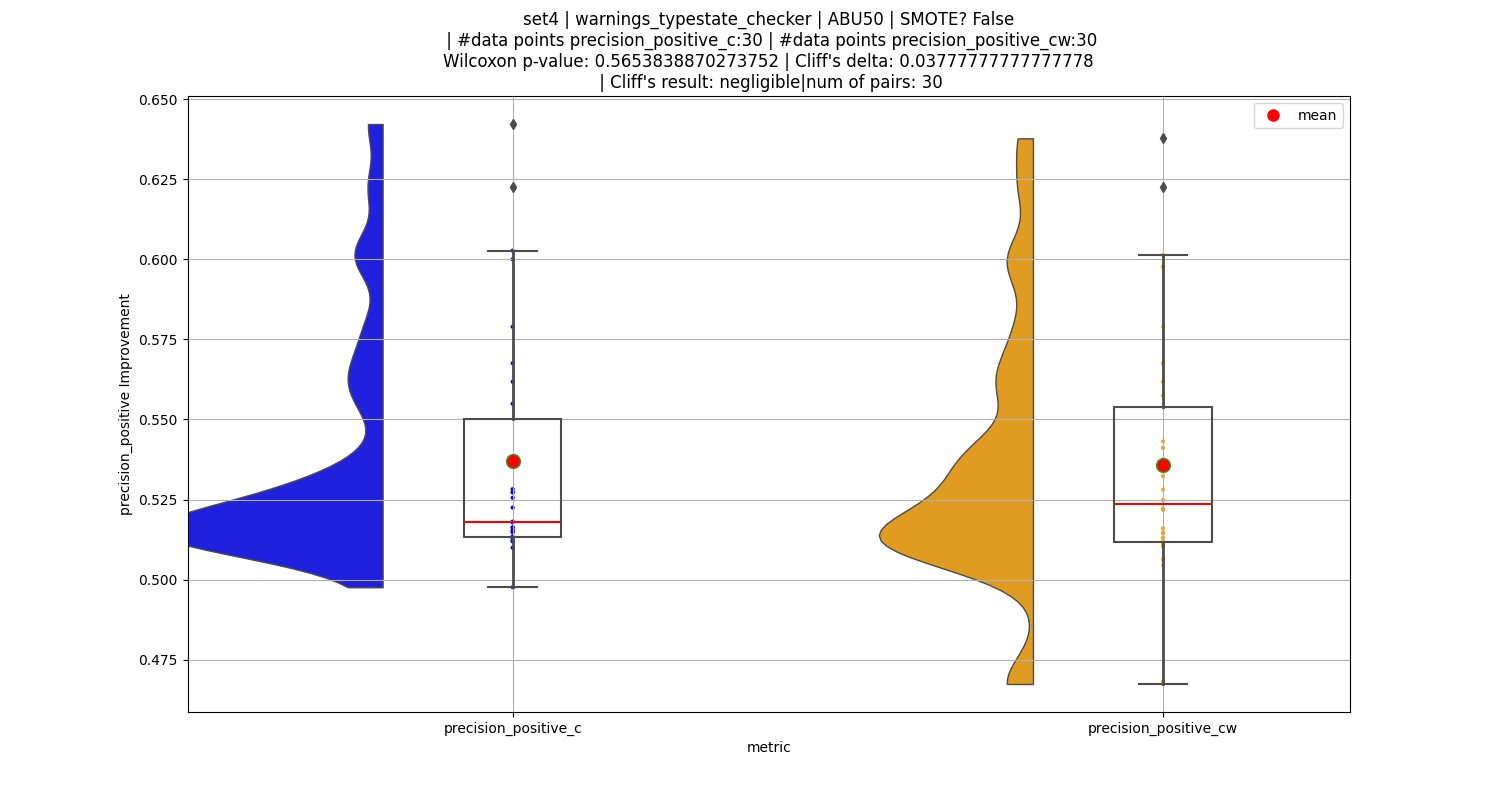 set4 | warnings_typestate_checker | ABU50 | SMOTE? False
| #data points precision_positive_c:30 | #data points precision_positive_cw:30
Wilcoxon p-value: 0.5653838870273752 | Cliff's delta: 0.03777777777777778
| Cliff's result: negligible|num of pairs: 30
mean
0.650
0.625
0.600
0.575
0.550
0.525
0.500
0.475
precision_positive Improvement
precision_positive_c
precision_positive_cw
metric